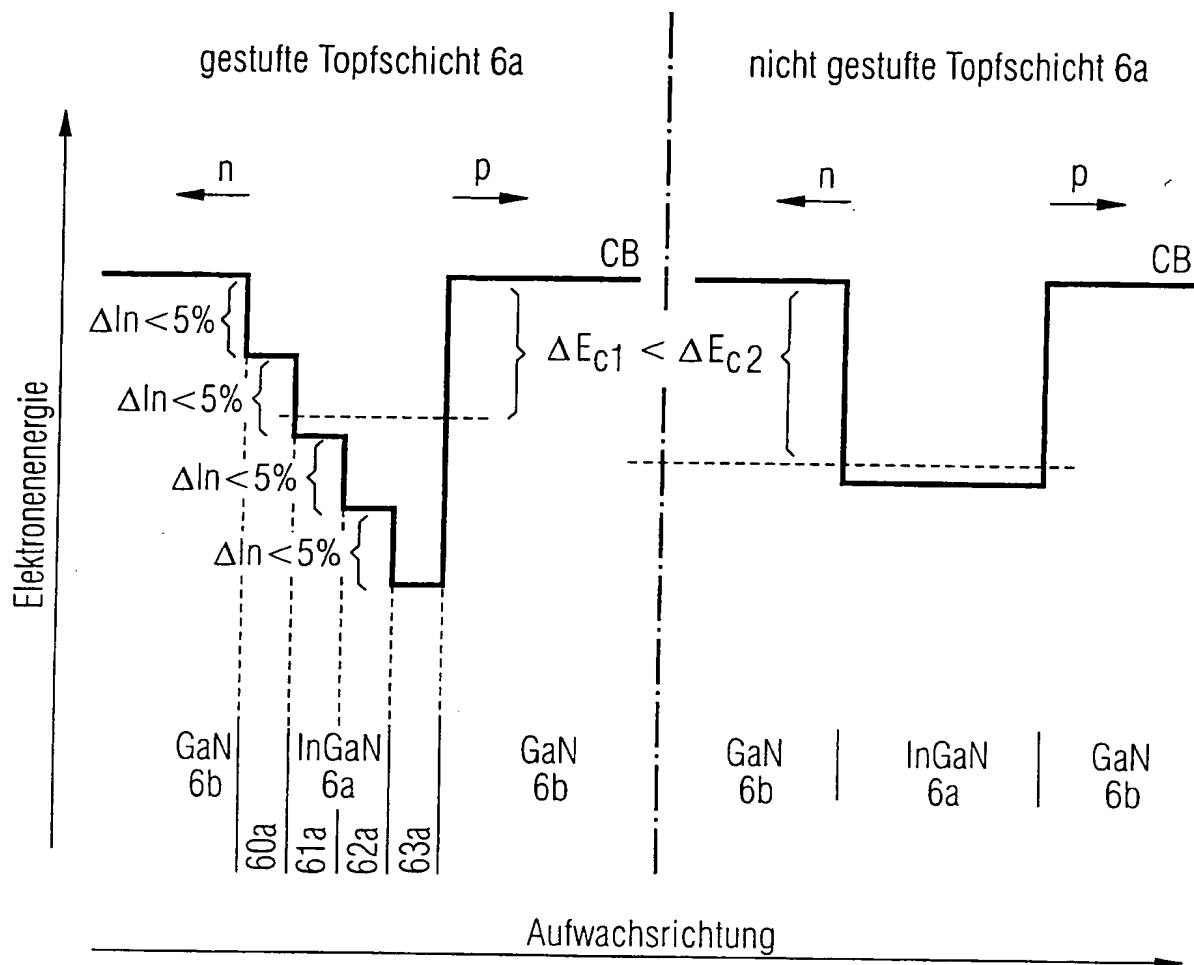 gestufte Topfschicht 6a
nicht gestufte Topfschicht 6a
n
p
n
p
CB
CB
ΔIn<5%
ΔIn<5%
ΔIn<5%
ΔIn<5%
ΔEc1 < ΔEc2
Elektronenenergie
GaN
6b
InGaN
6a
GaN
6b
GaN
6b
InGaN
6a
GaN
6b
60a
61a
62a
63a
Aufwachsrichtung